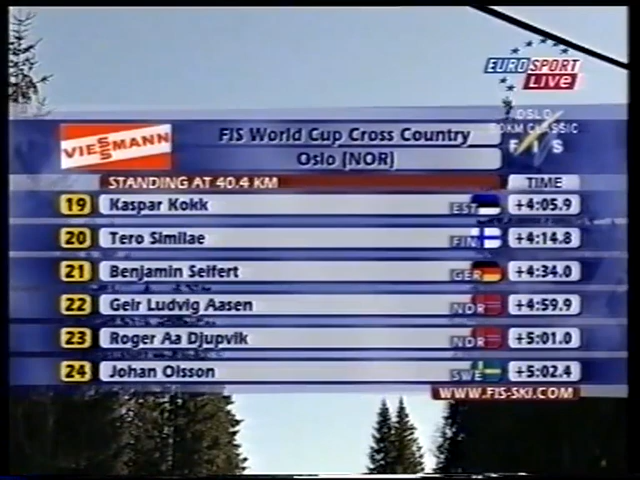 EUROSPORT
LIVE
OSLO
50KM CLASSIC
FIS
VIESSMANN
FIS World Cup Cross Country
Oslo (NOR)
STANDING AT 40.4 KM TIME
19 Kaspar Kokk EST +4:05.9
20 Tero Similae FIN +4:14.8
21 Benjamin Seifert GER +4:34.0
22 Geir Ludvig Aasen NOR +4:59.9
23 Roger Aa Djupvik NOR +5:01.0
24 Johan Olsson SWE +5:02.4
WWW.FIS-SKI.COM